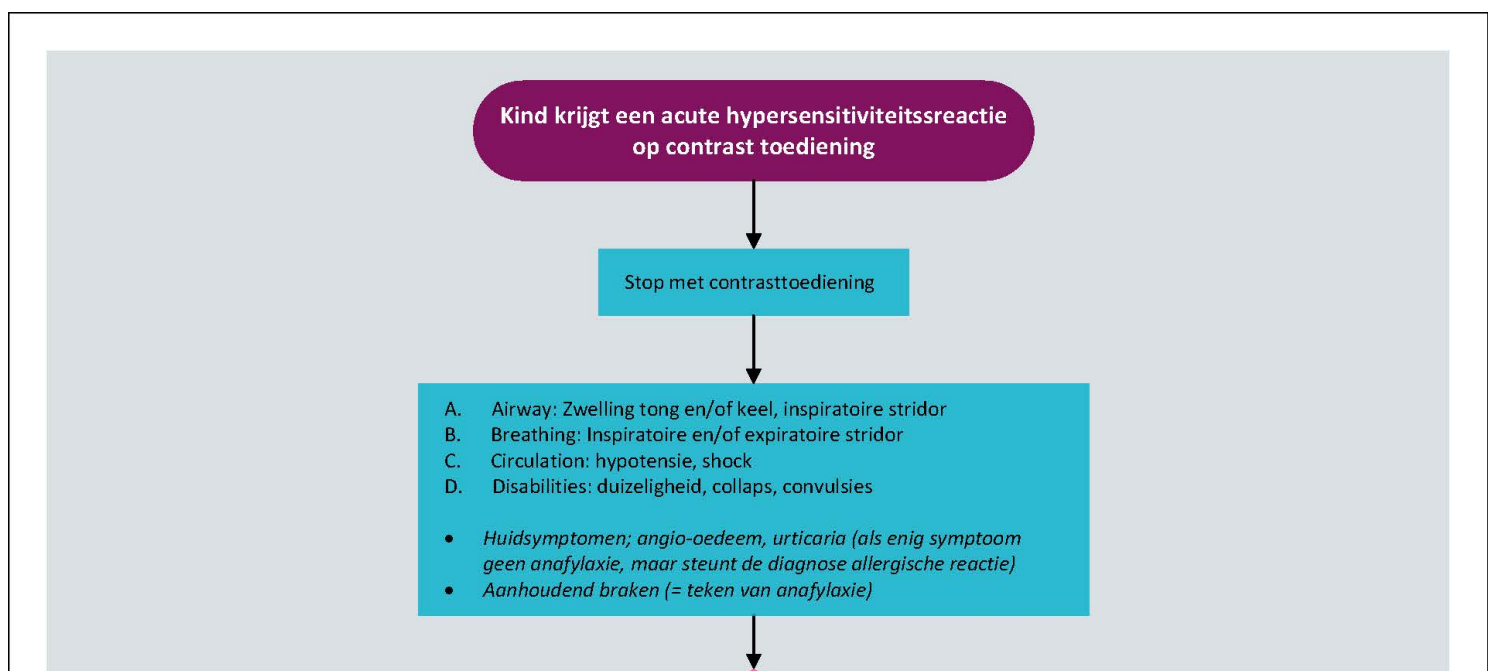 Kind krijgt een acute hypersensitiviteitssreactie
op contrast toediening
Stop met contrasttoediening
A. Airway: Zwelling tong en/of keel, inspiratoire stridor
B. Breathing: Inspiratoire en/of expiratoire stridor
C. Circulation: hypotensie, shock
D. Disabilities: duizeligheid, collaps, convulsies
• Huidsymptomen; angio-oedeem, urticaria (als enig symptoom
geen anafylaxie, maar steunt de diagnose allergische reactie)
• Aanhoudend braken (= teken van anafylaxie)